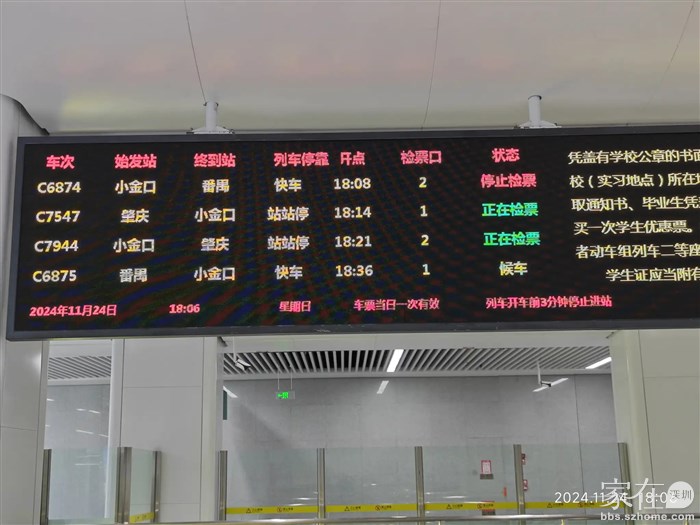 车次 始发站 终到站 列车停靠 开点 检票口 状态
C6874 小金口 番禺 快车 18:08 2 停止检票
C7547 肇庆 小金口 站站停 18:14 1 正在检票
C7944 小金口 肇庆 站站停 18:21 2 正在检票
C6875 番禺 小金口 快车 18:36 1 候车
2024年11月24日 18:06 星期日 车票当日一次有效 列车开车前3分钟停止进站
凭盖有学校公章的书面
校（实习地点）所在地
取通知书、毕业生凭
买一次学生优惠票。
者动车组列车二等座
学生证应当附有
2024.11.24 18:06
家在 深圳
bbs.szhome.com